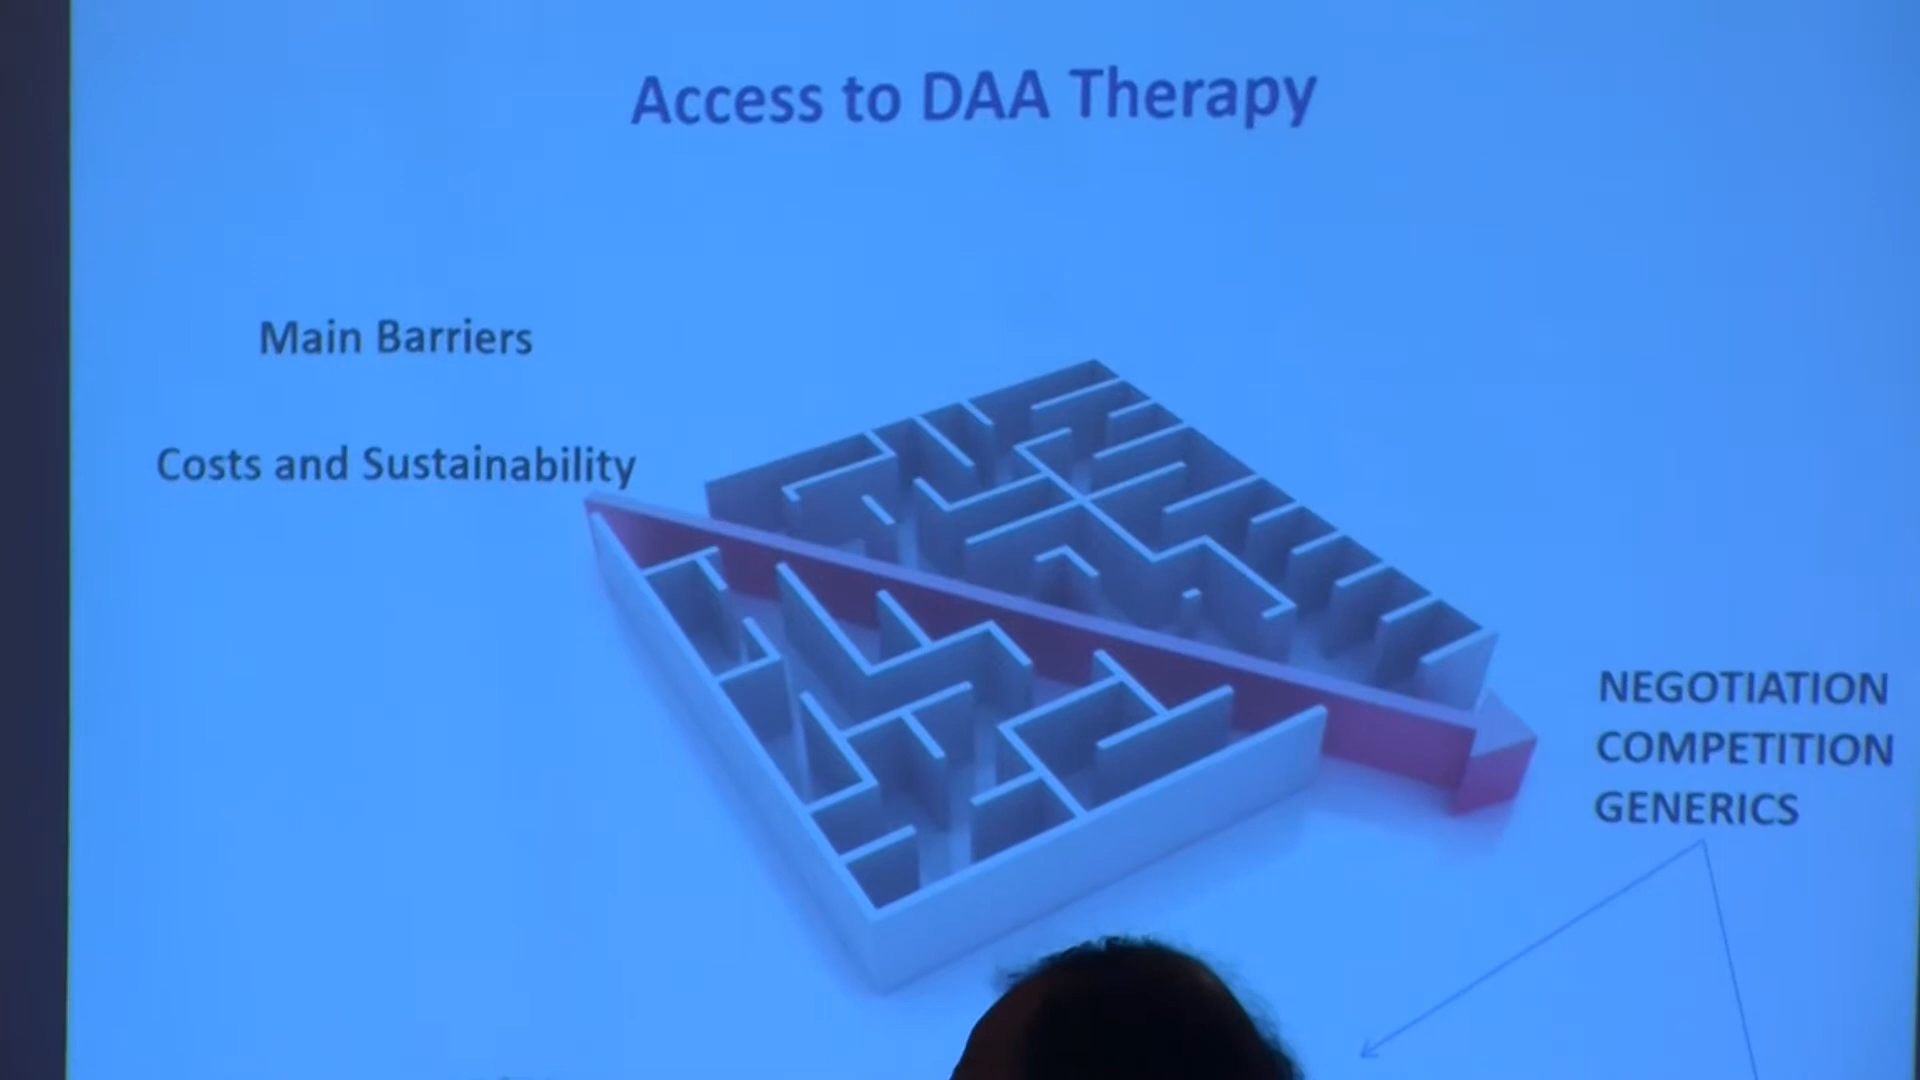 Access to DAA Therapy
Main Barriers
Costs and Sustainability
NEGOTIATION
COMPETITION
GENERICS